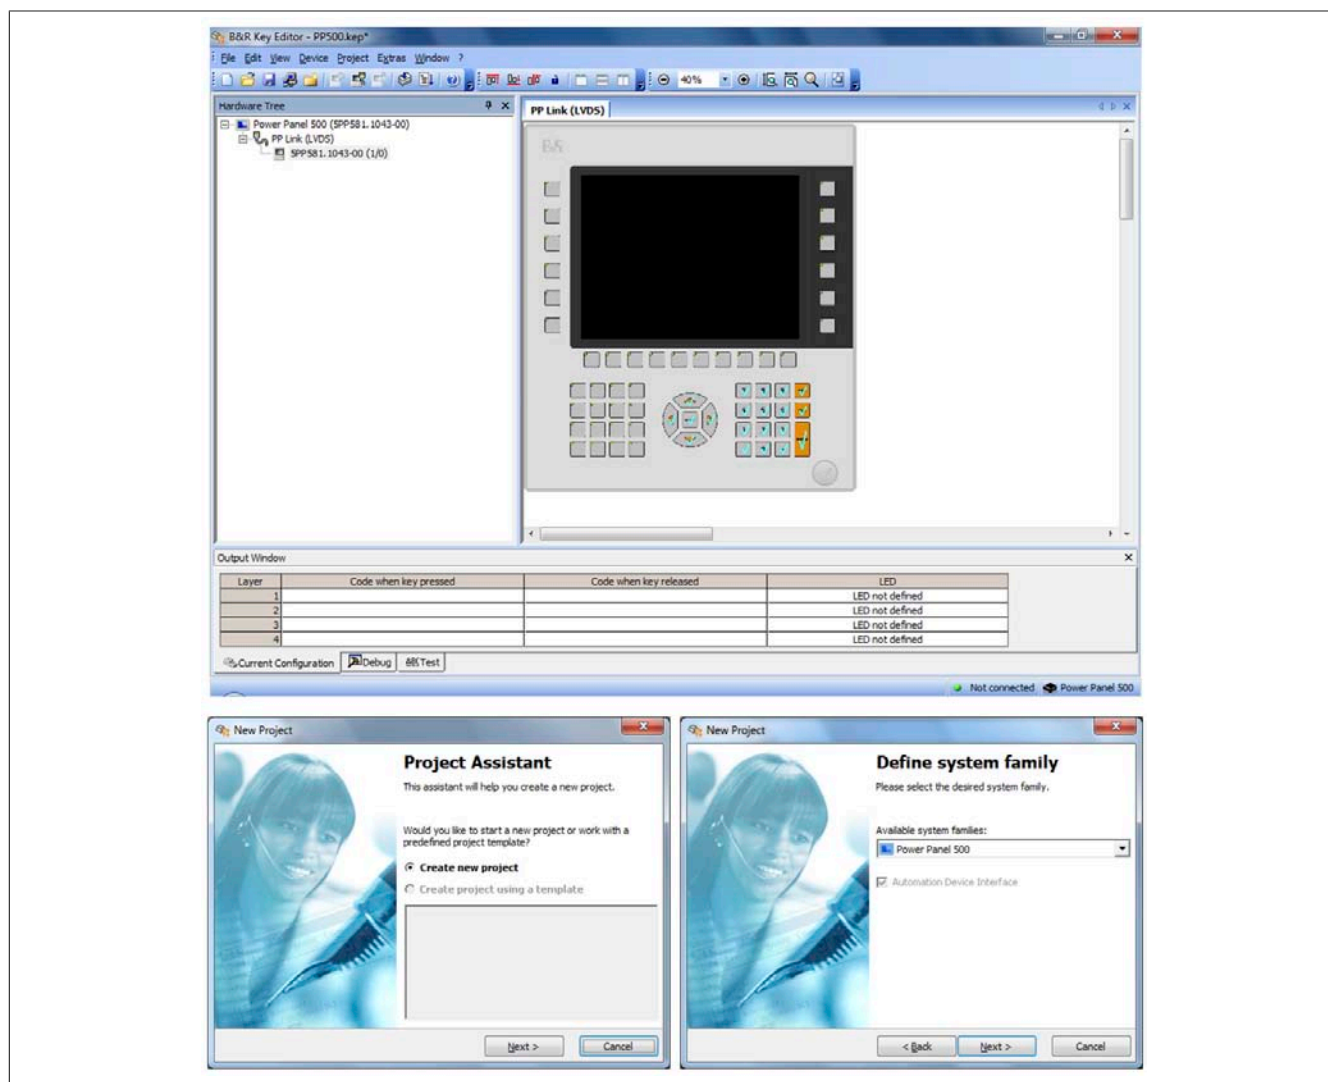 B&R Key Editor - PP500.kep*
File Edit View Device Project Extras Window ?
40%
Hardware Tree
Power Panel 500 (5PP581.1043-00)
PP Link (LVDS)
5PP581.1043-00 (1/0)
PP Link (LVDS)
B&R
Output Window
Layer Code when key pressed Code when key released LED
1 LED not defined
2 LED not defined
3 LED not defined
4 LED not defined
Current Configuration Debug Test
Not connected Power Panel 500
New Project
Project Assistant
This assistant will help you create a new project.
Would you like to start a new project or work with a
predefined project template?
Create new project
Create project using a template
Next > Cancel
New Project
Define system family
Please select the desired system family.
Available system families:
Power Panel 500
Automation Device Interface
< Back Next > Cancel